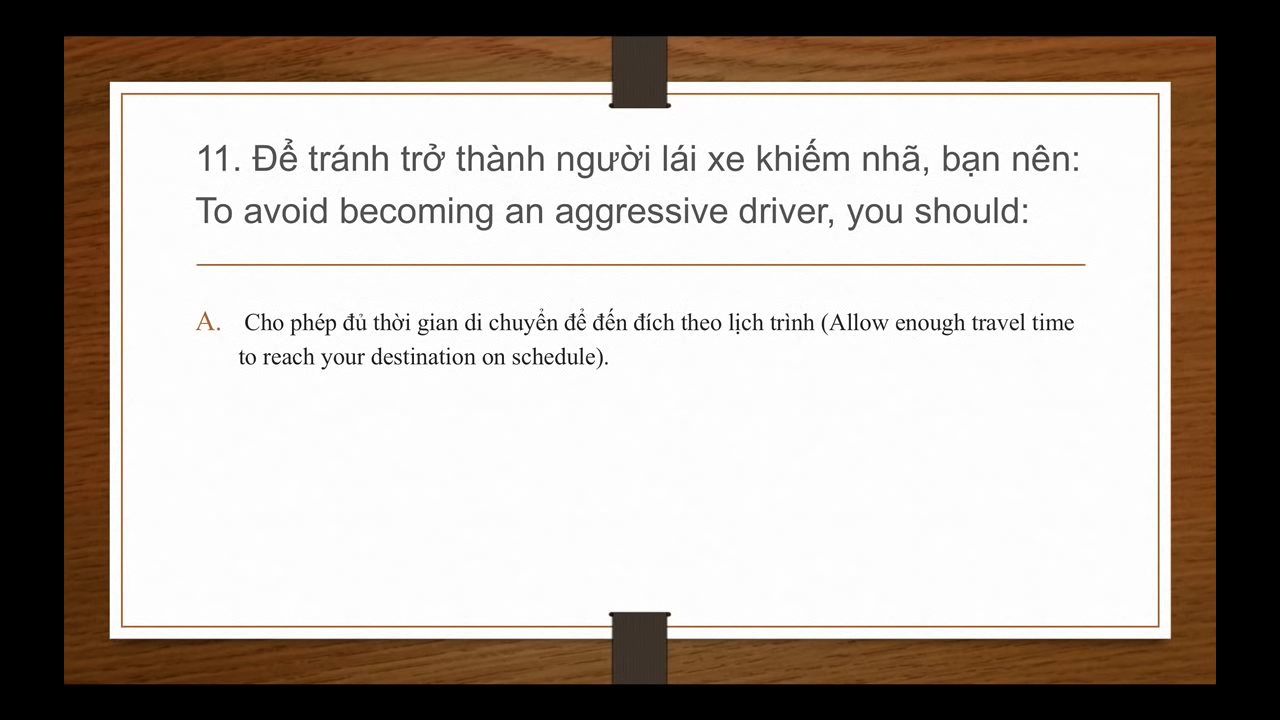 11. Để tránh trở thành người lái xe khiếm nhã, bạn nên:
To avoid becoming an aggressive driver, you should:
A. Cho phép đủ thời gian di chuyển để đến đích theo lịch trình (Allow enough travel time
to reach your destination on schedule).